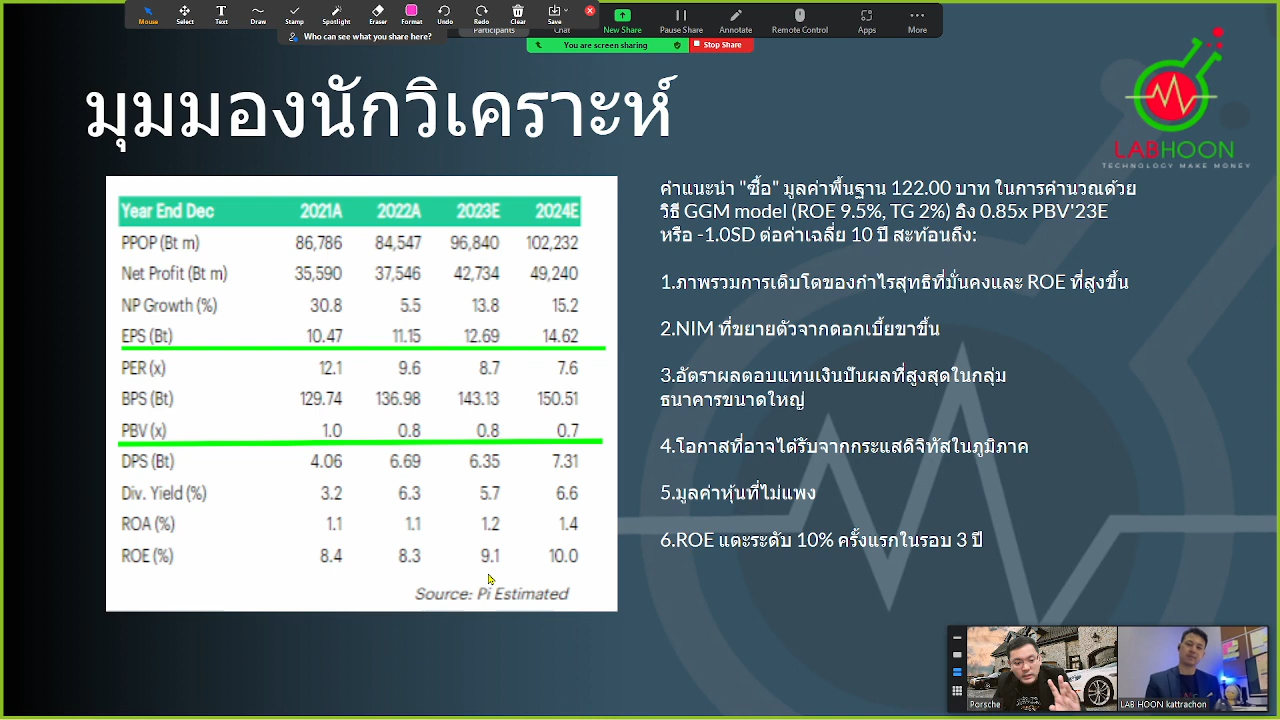 Mouse Select Text Draw Stamp Spotlight Eraser Format Undo Redo Clear Save
Who can see what you share here?
Participants Chat New Share Pause Share Annotate Remote Control Apps More
You are screen sharing Stop Share
มุมมองนักวิเคราะห์
LABHOON
TECHNOLOGY MAKE MONEY
Year End Dec 2021A 2022A 2023E 2024E
PPOP (Bt m) 86,786 84,547 96,840 102,232
Net Profit (Bt m) 35,590 37,546 42,734 49,240
NP Growth (%) 30.8 5.5 13.8 15.2
EPS (Bt) 10.47 11.15 12.69 14.62
PER (x) 12.1 9.6 8.7 7.6
BPS (Bt) 129.74 136.98 143.13 150.51
PBV (x) 1.0 0.8 0.8 0.7
DPS (Bt) 4.06 6.69 6.35 7.31
Div. Yield (%) 3.2 6.3 5.7 6.6
ROA (%) 1.1 1.1 1.2 1.4
ROE (%) 8.4 8.3 9.1 10.0
Source: Pi Estimated
คำแนะนำ "ซื้อ" มูลค่าพื้นฐาน 122.00 บาท ในการคำนวณด้วย
วิธี GGM model (ROE 9.5%, TG 2%) อิง 0.85x PBV'23E
หรือ -1.0SD ต่อค่าเฉลี่ย 10 ปี สะท้อนถึง:
1.ภาพรวมการเติบโตของกำไรสุทธิที่มั่นคงและ ROE ที่สูงขึ้น
2.NIM ที่ขยายตัวจากดอกเบี้ยขาขึ้น
3.อัตราผลตอบแทนเงินปันผลที่สูงสุดในกลุ่ม
ธนาคารขนาดใหญ่
4.โอกาสที่อาจได้รับจากกระแสดิจิทัสในภูมิภาค
5.มูลค่าหุ้นที่ไม่แพง
6.ROE แตะระดับ 10% ครั้งแรกในรอบ 3 ปี
Porsche
LAB HOON kattrachon